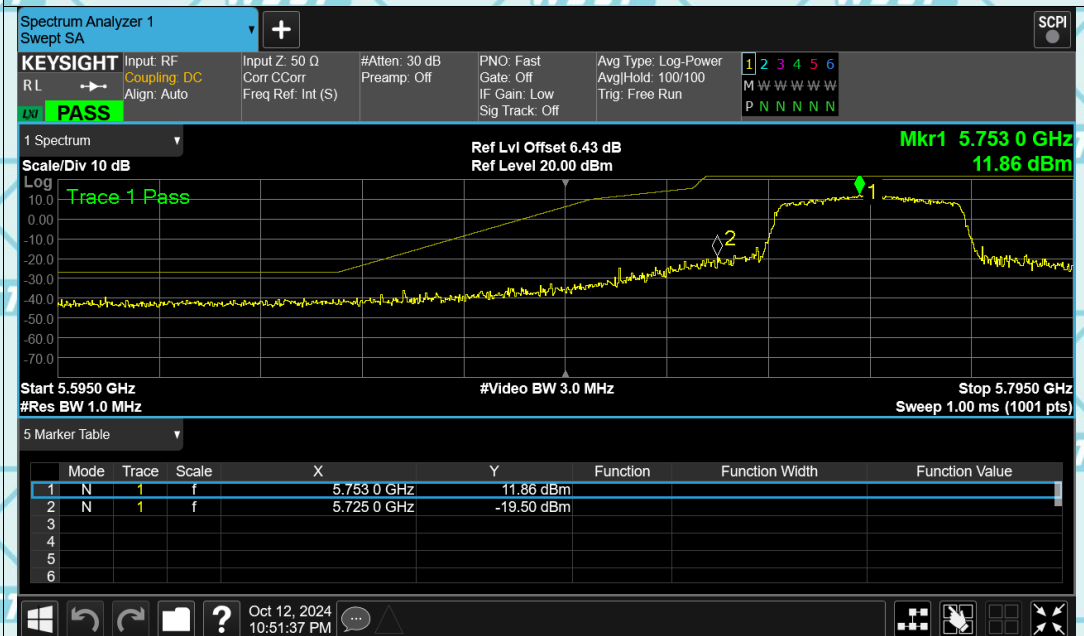 Spectrum Analyzer 1
Swept SA
+
SCPI
KEYSIGHT Input: RF Input Z: 50 Ω #Atten: 30 dB PNO: Fast Avg Type: Log-Power 1 2 3 4 5 6
RL Coupling: DC Corr CCorr Preamp: Off Gate: Off Avg|Hold: 100/100 M W W W W W
Align: Auto Freq Ref: Int (S) IF Gain: Low Trig: Free Run
LXI PASS Sig Track: Off P N N N N N
1 Spectrum Ref Lvl Offset 6.43 dB Mkr1 5.753 0 GHz
Scale/Div 10 dB Ref Level 20.00 dBm 11.86 dBm
Log
Trace 1 Pass
1
10.0
0.00
-10.0
2
-20.0
-30.0
-40.0
-50.0
-60.0
-70.0
Start 5.5950 GHz #Video BW 3.0 MHz Stop 5.7950 GHz
#Res BW 1.0 MHz Sweep 1.00 ms (1001 pts)
5 Marker Table
Mode Trace Scale X Y Function Function Width Function Value
1 N 1 f 5.753 0 GHz 11.86 dBm
2 N 1 f 5.725 0 GHz -19.50 dBm
3
4
5
6
? Oct 12, 2024
10:51:37 PM